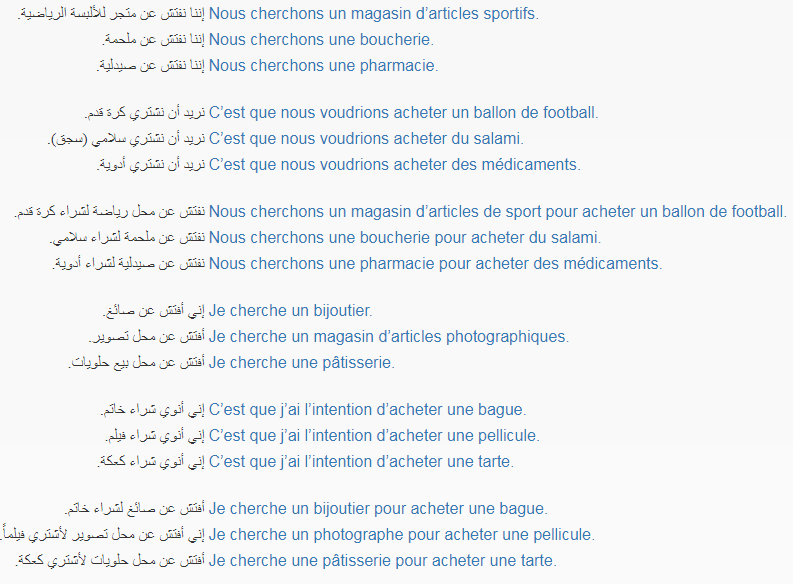 إننا نفتش عن متجر للألبسة الرياضية. Nous cherchons un magasin d’articles sportifs.
إننا نفتش عن ملحمة. Nous cherchons une boucherie.
إننا نفتش عن صيدلية. Nous cherchons une pharmacie.
نريد أن نشتري كرة قدم. C’est que nous voudrions acheter un ballon de football.
نريد أن نشتري سلامي (سجق). C’est que nous voudrions acheter du salami.
نريد أن نشتري أدوية. C’est que nous voudrions acheter des médicaments.
نفتش عن محل رياضة لشراء كرة قدم. Nous cherchons un magasin d’articles de sport pour acheter un ballon de football.
نفتش عن ملحمة لشراء سلامي. Nous cherchons une boucherie pour acheter du salami.
نفتش عن صيدلية لشراء أدوية. Nous cherchons une pharmacie pour acheter des médicaments.
إني أفتش عن صائغ. Je cherche un bijoutier.
أفتش عن محل تصوير. Je cherche un magasin d’articles photographiques.
أفتش عن محل بيع حلويات. Je cherche une pâtisserie.
إني أنوي شراء خاتم. C’est que j’ai l’intention d’acheter une bague.
إني أنوي شراء فيلم. C’est que j’ai l’intention d’acheter une pellicule.
إني أنوي شراء كعكة. C’est que j’ai l’intention d’acheter une tarte.
أفتش عن صائغ لشراء خاتم. Je cherche un bijoutier pour acheter une bague.
إني أفتش عن محل تصوير لأشتري فيلماً. Je cherche un photographe pour acheter une pellicule.
أفتش عن محل حلويات لأشتري كعكة. Je cherche une pâtisserie pour acheter une tarte.